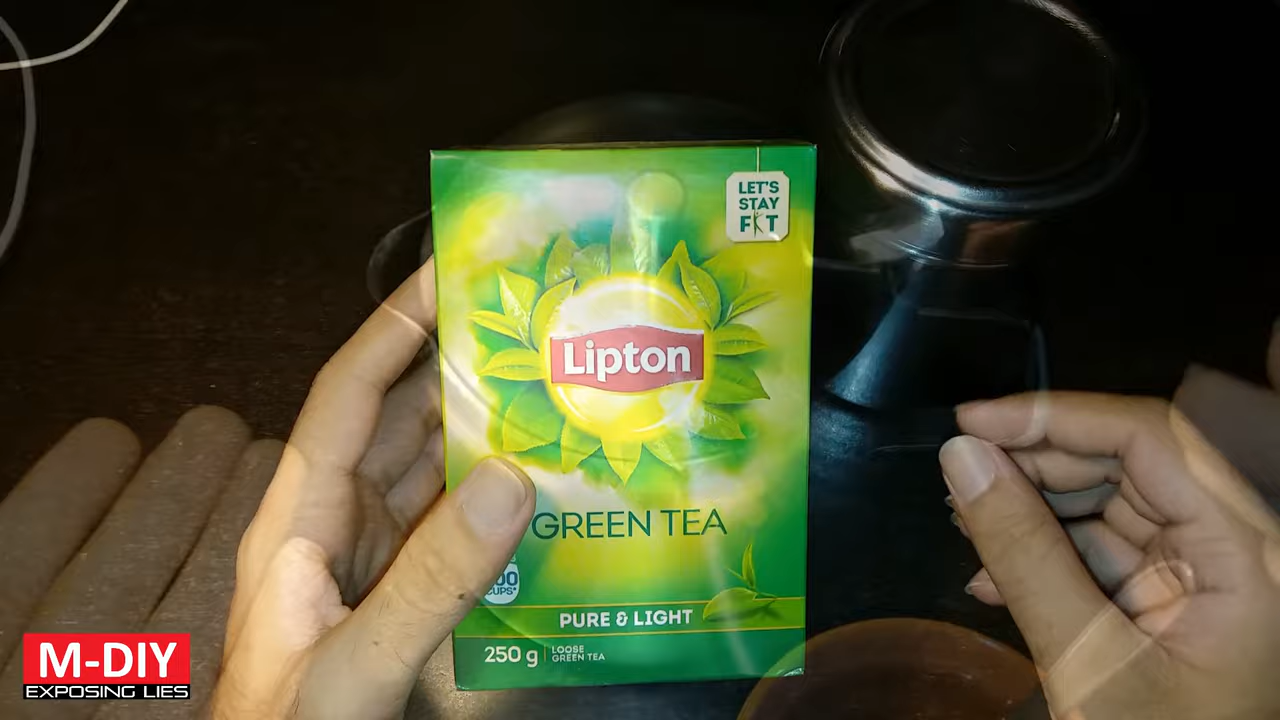 LET'S
STAY
FIT
Lipton
GREEN TEA
CUPS*
PURE & LIGHT
250 g
LOOSE
GREEN TEA
M-DIY
EXPOSING LIES